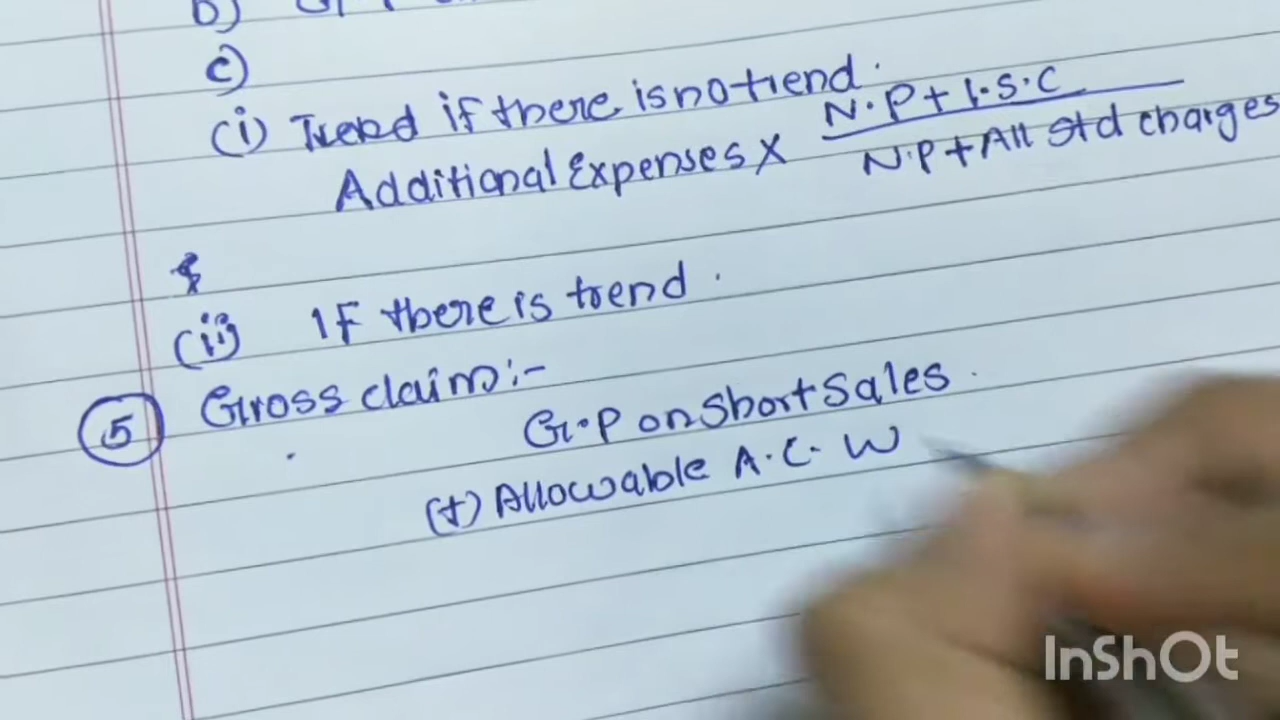 b)
c)
(i) Trend if there is no trend.
Additional Expenses X N.P + I.S.C
N.P + All std charges
(ii) IF there is trend.
5 Gross claim:-
G.P on Short Sales.
(+) Allowable A.C. W
InShOt